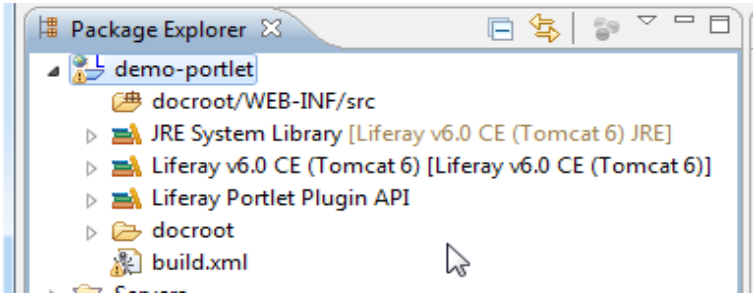 Package Explorer
demo-portlet
docroot/WEB-INF/src
JRE System Library [Liferay v6.0 CE (Tomcat 6) JRE]
Liferay v6.0 CE (Tomcat 6) [Liferay v6.0 CE (Tomcat 6)]
Liferay Portlet Plugin API
docroot
build.xml
Servers